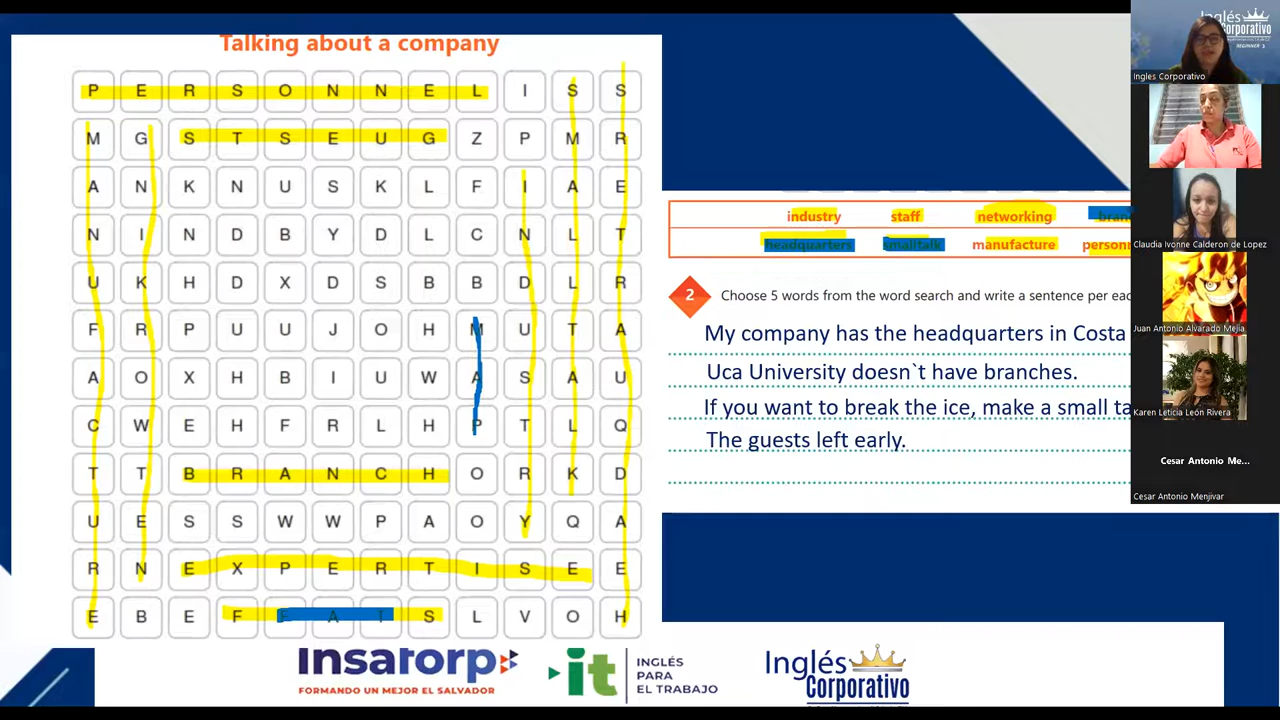 Talking about a company
P E R S O N N E L I S S
M G S T S E U G Z P M R
A N K N U S K L F I A E
N I N D B Y D L C N L T
U K H D X D S B B D L R
F R P U U J O H M U T A
A O X H B I U W A S A U
C W E H F R L H P T L Q
T T B R A N C H O R K D
U E S S W W P A O Y Q A
R N E X P E R T I S E E
E B E F F A T S L V O H
industry staff networking bran
headquarters smalltalk manufacture personn
2 Choose 5 words from the word search and write a sentence per eac
My company has the headquarters in Costa
Uca University doesn`t have branches.
If you want to break the ice, make a small ta
The guests left early.
Insaforp
FORMANDO UN MEJOR EL SALVADOR
it INGLÉS PARA EL TRABAJO
Inglés Corporativo
Inglés Corporativo
Ingles Corporativo
Claudia Ivonne Calderon de Lopez
Juan Antonio Alvarado Mejia
Karen Leticia León Rivera
Cesar Antonio Me...
Cesar Antonio Menjivar